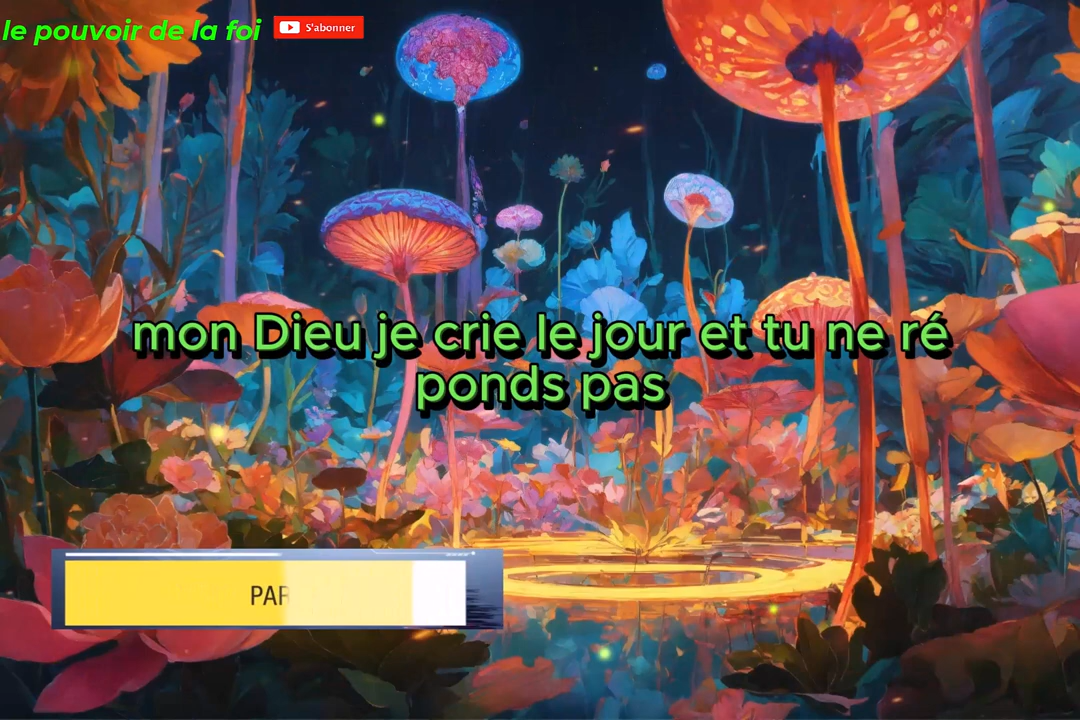 le pouvoir de la foi
S'abonner
mon Dieu je crie le jour et tu ne ré
ponds pas
PAR